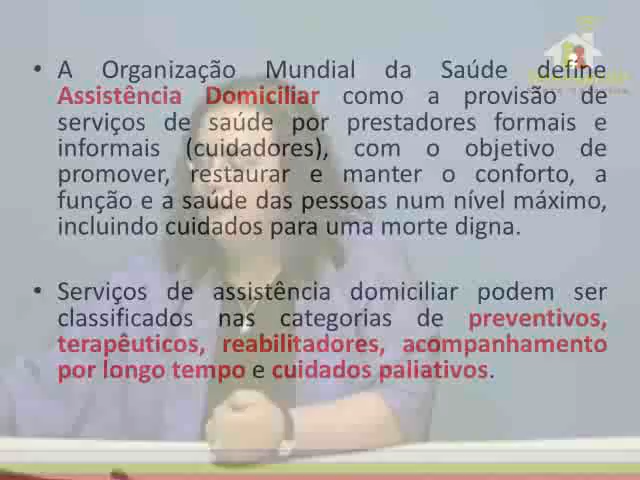 • A Organização Mundial da Saúde define
Assistência Domiciliar como a provisão de
serviços de saúde por prestadores formais e
informais (cuidadores), com o objetivo de
promover, restaurar e manter o conforto, a
função e a saúde das pessoas num nível máximo,
incluindo cuidados para uma morte digna.
• Serviços de assistência domiciliar podem ser
classificados nas categorias de preventivos,
terapêuticos, reabilitadores, acompanhamento
por longo tempo e cuidados paliativos.